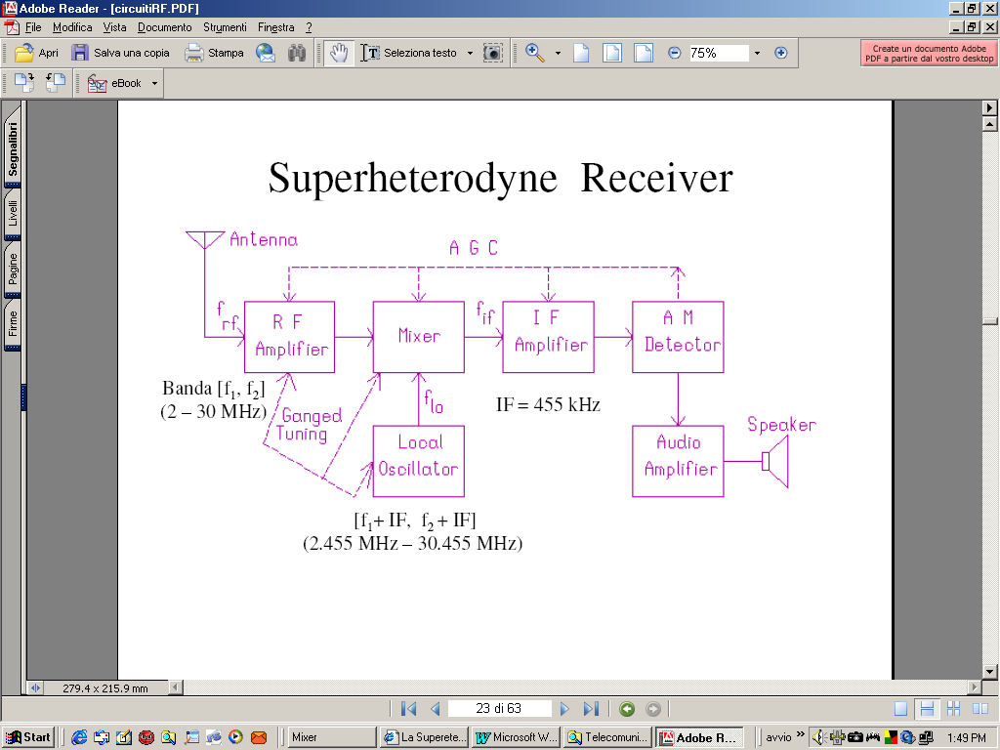 Adobe Reader - [circuitiRF.PDF]
File Modifica Vista Documento Strumenti Finestra ?
Apri Salva una copia Stampa Seleziona testo 75%
Create un documento Adobe
PDF a partire dal vostro desktop
eBook
Segnalibri
Livelli
Pagine
Firme
Superheterodyne Receiver
Antenna
A G C
f rf
R F
Amplifier
Mixer
f if
I F
Amplifier
A M
Detector
Banda [f1, f2]
(2 – 30 MHz)
Ganged
Tuning
f lo
IF = 455 kHz
Local
Oscillator
Audio
Amplifier
Speaker
[f1+ IF, f2 + IF]
(2.455 MHz – 30.455 MHz)
279.4 x 215.9 mm
23 di 63
Start Mixer La Superete... Microsoft W... Telecomuni... Adobe R... avvio » 1:49 PM